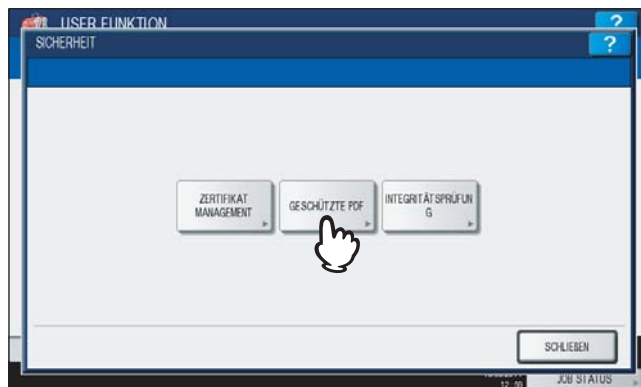 USER FUNKTION
?
SICHERHEIT
?
ZERTIFIKAT
MANAGEMENT
GESCHÜTZTE PDF
INTEGRITÄTSPRÜFUN
G
SCHLIEßEN
JOB STATUS